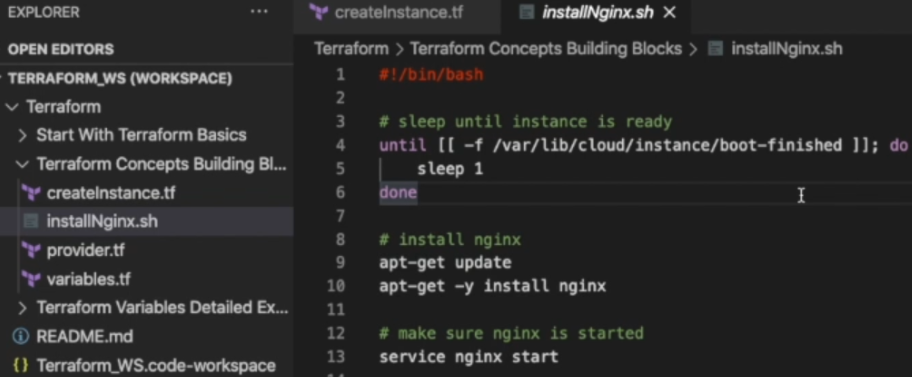 EXPLORER ...
OPEN EDITORS
TERRAFORM_WS (WORKSPACE)
Terraform
Start With Terraform Basics
Terraform Concepts Building Bl...
createInstance.tf
installNginx.sh
provider.tf
variables.tf
Terraform Variables Detailed Ex...
README.md
{} Terraform_WS.code-workspace
createInstance.tf installNginx.sh ×
Terraform > Terraform Concepts Building Blocks > installNginx.sh
1 #!/bin/bash
2
3 # sleep until instance is ready
4 until [[ -f /var/lib/cloud/instance/boot-finished ]]; do
5 sleep 1
6 done
7
8 # install nginx
9 apt-get update
10 apt-get -y install nginx
11
12 # make sure nginx is started
13 service nginx start